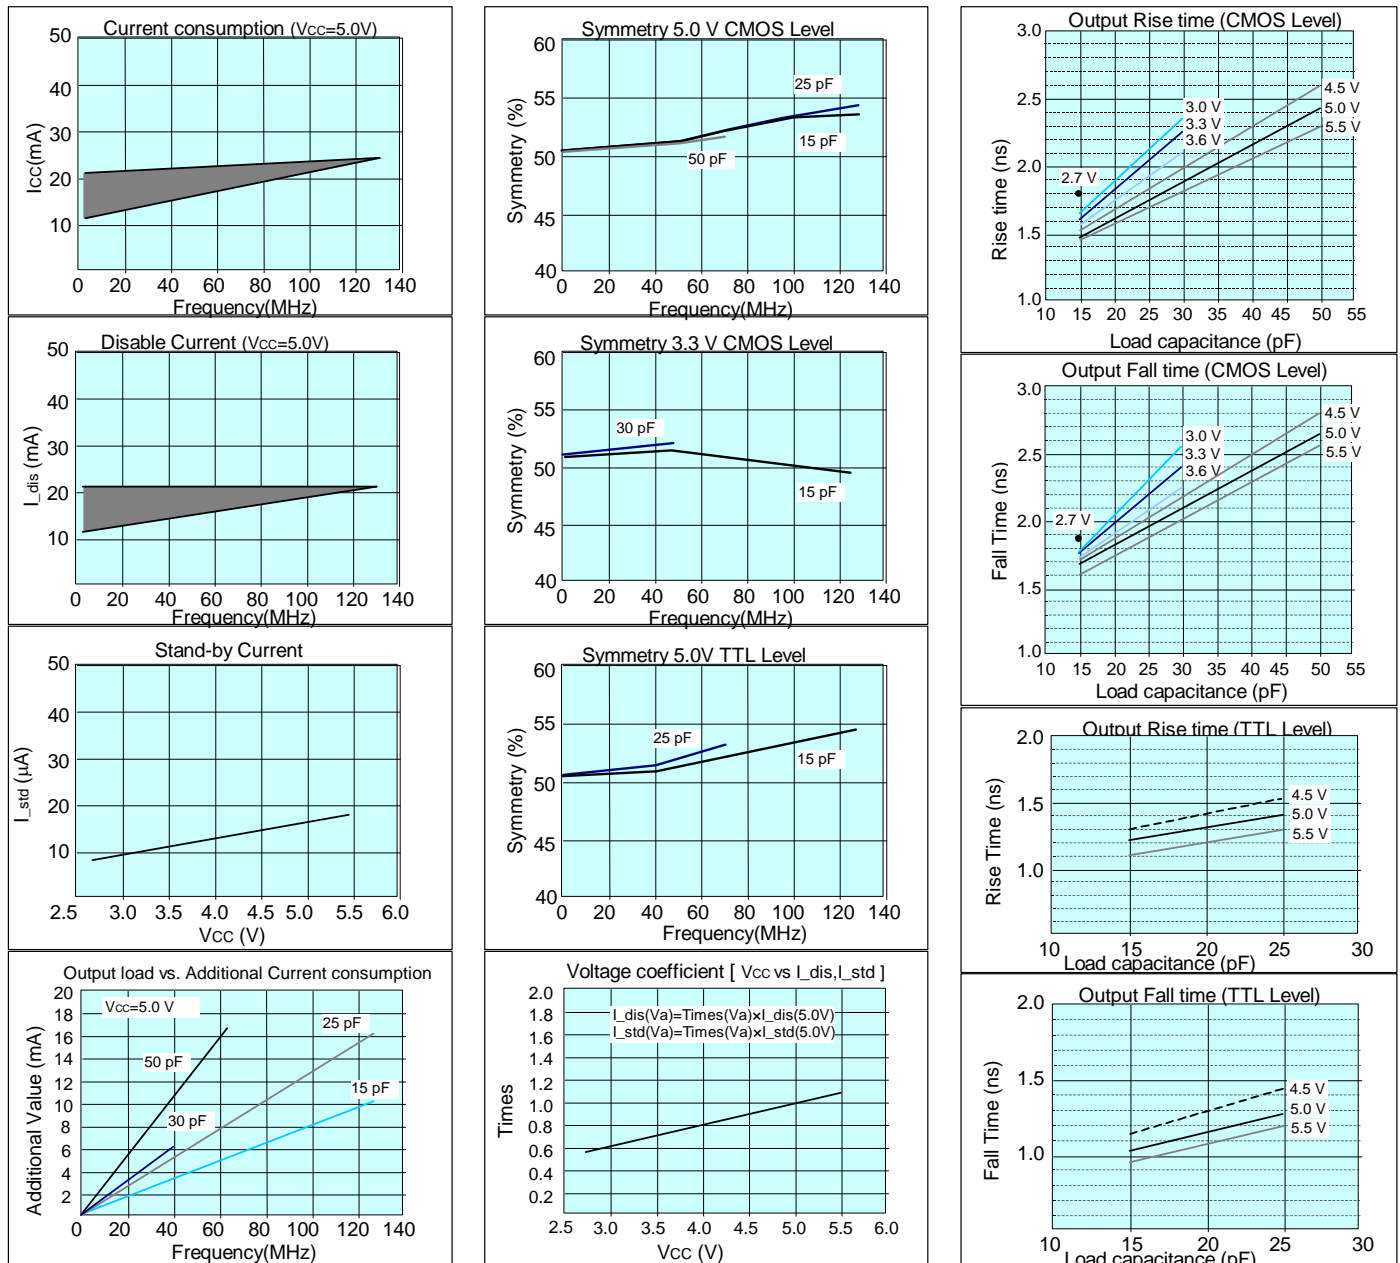 Current consumption (VCC=5.0V)
50
40
30
20
10
ICC(mA)
0 20 40 60 80 100 120 140
Frequency(MHz)
Disable Current (VCC=5.0V)
50
40
30
20
10
I_dis (mA)
0 20 40 60 80 100 120 140
Frequency(MHz)
Stand-by Current
50
40
30
20
10
I_std (µA)
2.5 3.0 3.5 4.0 4.5 5.0 5.5 6.0
VCC (V)
Output load vs. Additional Current consumption
20
18
16
14
12
10
8
6
4
2
Additional Value (mA)
VCC=5.0 V
25 pF
50 pF
15 pF
30 pF
0 20 40 60 80 100 120 140
Frequency(MHz)
Symmetry 5.0 V CMOS Level
60
55
50
45
40
Symmetry (%)
25 pF
15 pF
50 pF
0 20 40 60 80 100 120 140
Frequency(MHz)
Symmetry 3.3 V CMOS Level
60
55
50
45
40
Symmetry (%)
30 pF
15 pF
0 20 40 60 80 100 120 140
Frequency(MHz)
Symmetry 5.0V TTL Level
60
55
50
45
40
Symmetry (%)
25 pF
15 pF
0 20 40 60 80 100 120 140
Frequency(MHz)
Voltage coefficient [ VCC vs I_dis,I_std ]
2.0
1.8
1.6
1.4
1.2
1.0
0.8
0.6
0.4
0.2
Times
I_dis(Va)=Times(Va)×I_dis(5.0V)
I_std(Va)=Times(Va)×I_std(5.0V)
2.5 3.0 3.5 4.0 4.5 5.0 5.5 6.0
VCC (V)
Output Rise time (CMOS Level)
3.0
2.5
2.0
1.5
1.0
Rise time (ns)
4.5 V
5.0 V
5.5 V
3.0 V
3.3 V
3.6 V
2.7 V
10 15 20 25 30 35 40 45 50 55
Load capacitance (pF)
Output Fall time (CMOS Level)
3.0
2.5
2.0
1.5
1.0
Fall Time (ns)
4.5 V
5.0 V
5.5 V
3.0 V
3.3 V
3.6 V
2.7 V
10 15 20 25 30 35 40 45 50 55
Load capacitance (pF)
Output Rise time (TTL Level)
2.0
1.5
1.0
Rise Time (ns)
4.5 V
5.0 V
5.5 V
10 15 20 25 30
Load capacitance (pF)
Output Fall time (TTL Level)
2.0
1.5
1.0
Fall Time (ns)
4.5 V
5.0 V
5.5 V
10 15 20 25 30
Load capacitance (pF)